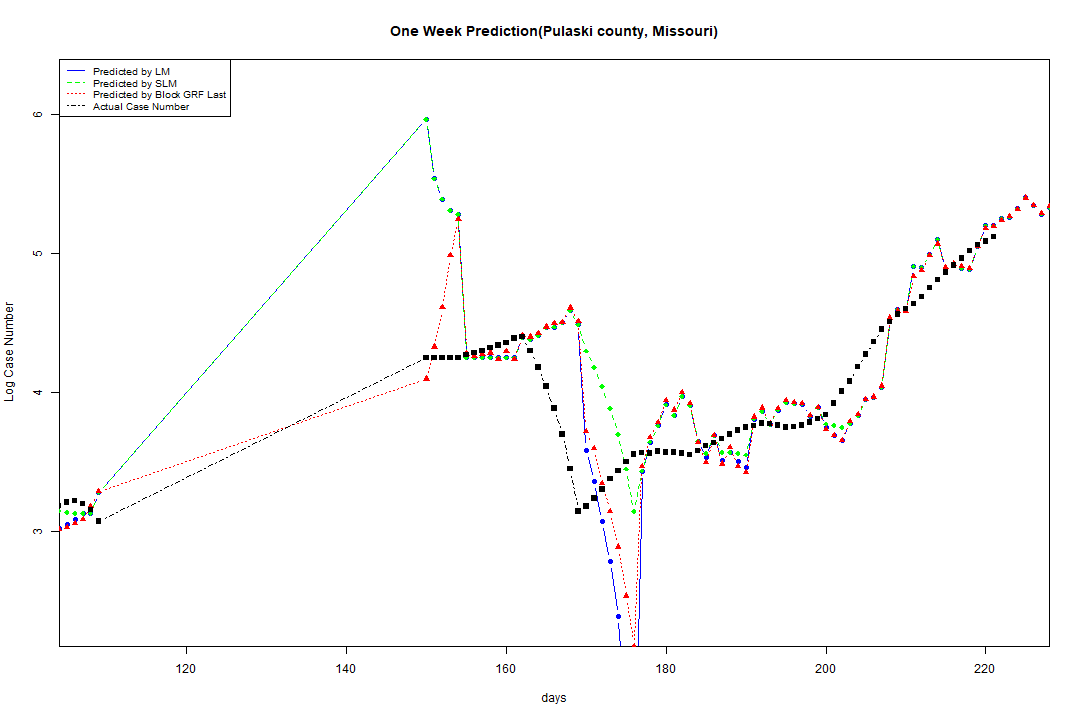 One Week Prediction(Pulaski county, Missouri)
Predicted by LM
Predicted by SLM
Predicted by Block GRF Last
Actual Case Number
6
5
4
3
Log Case Number
120 140 160 180 200 220
days